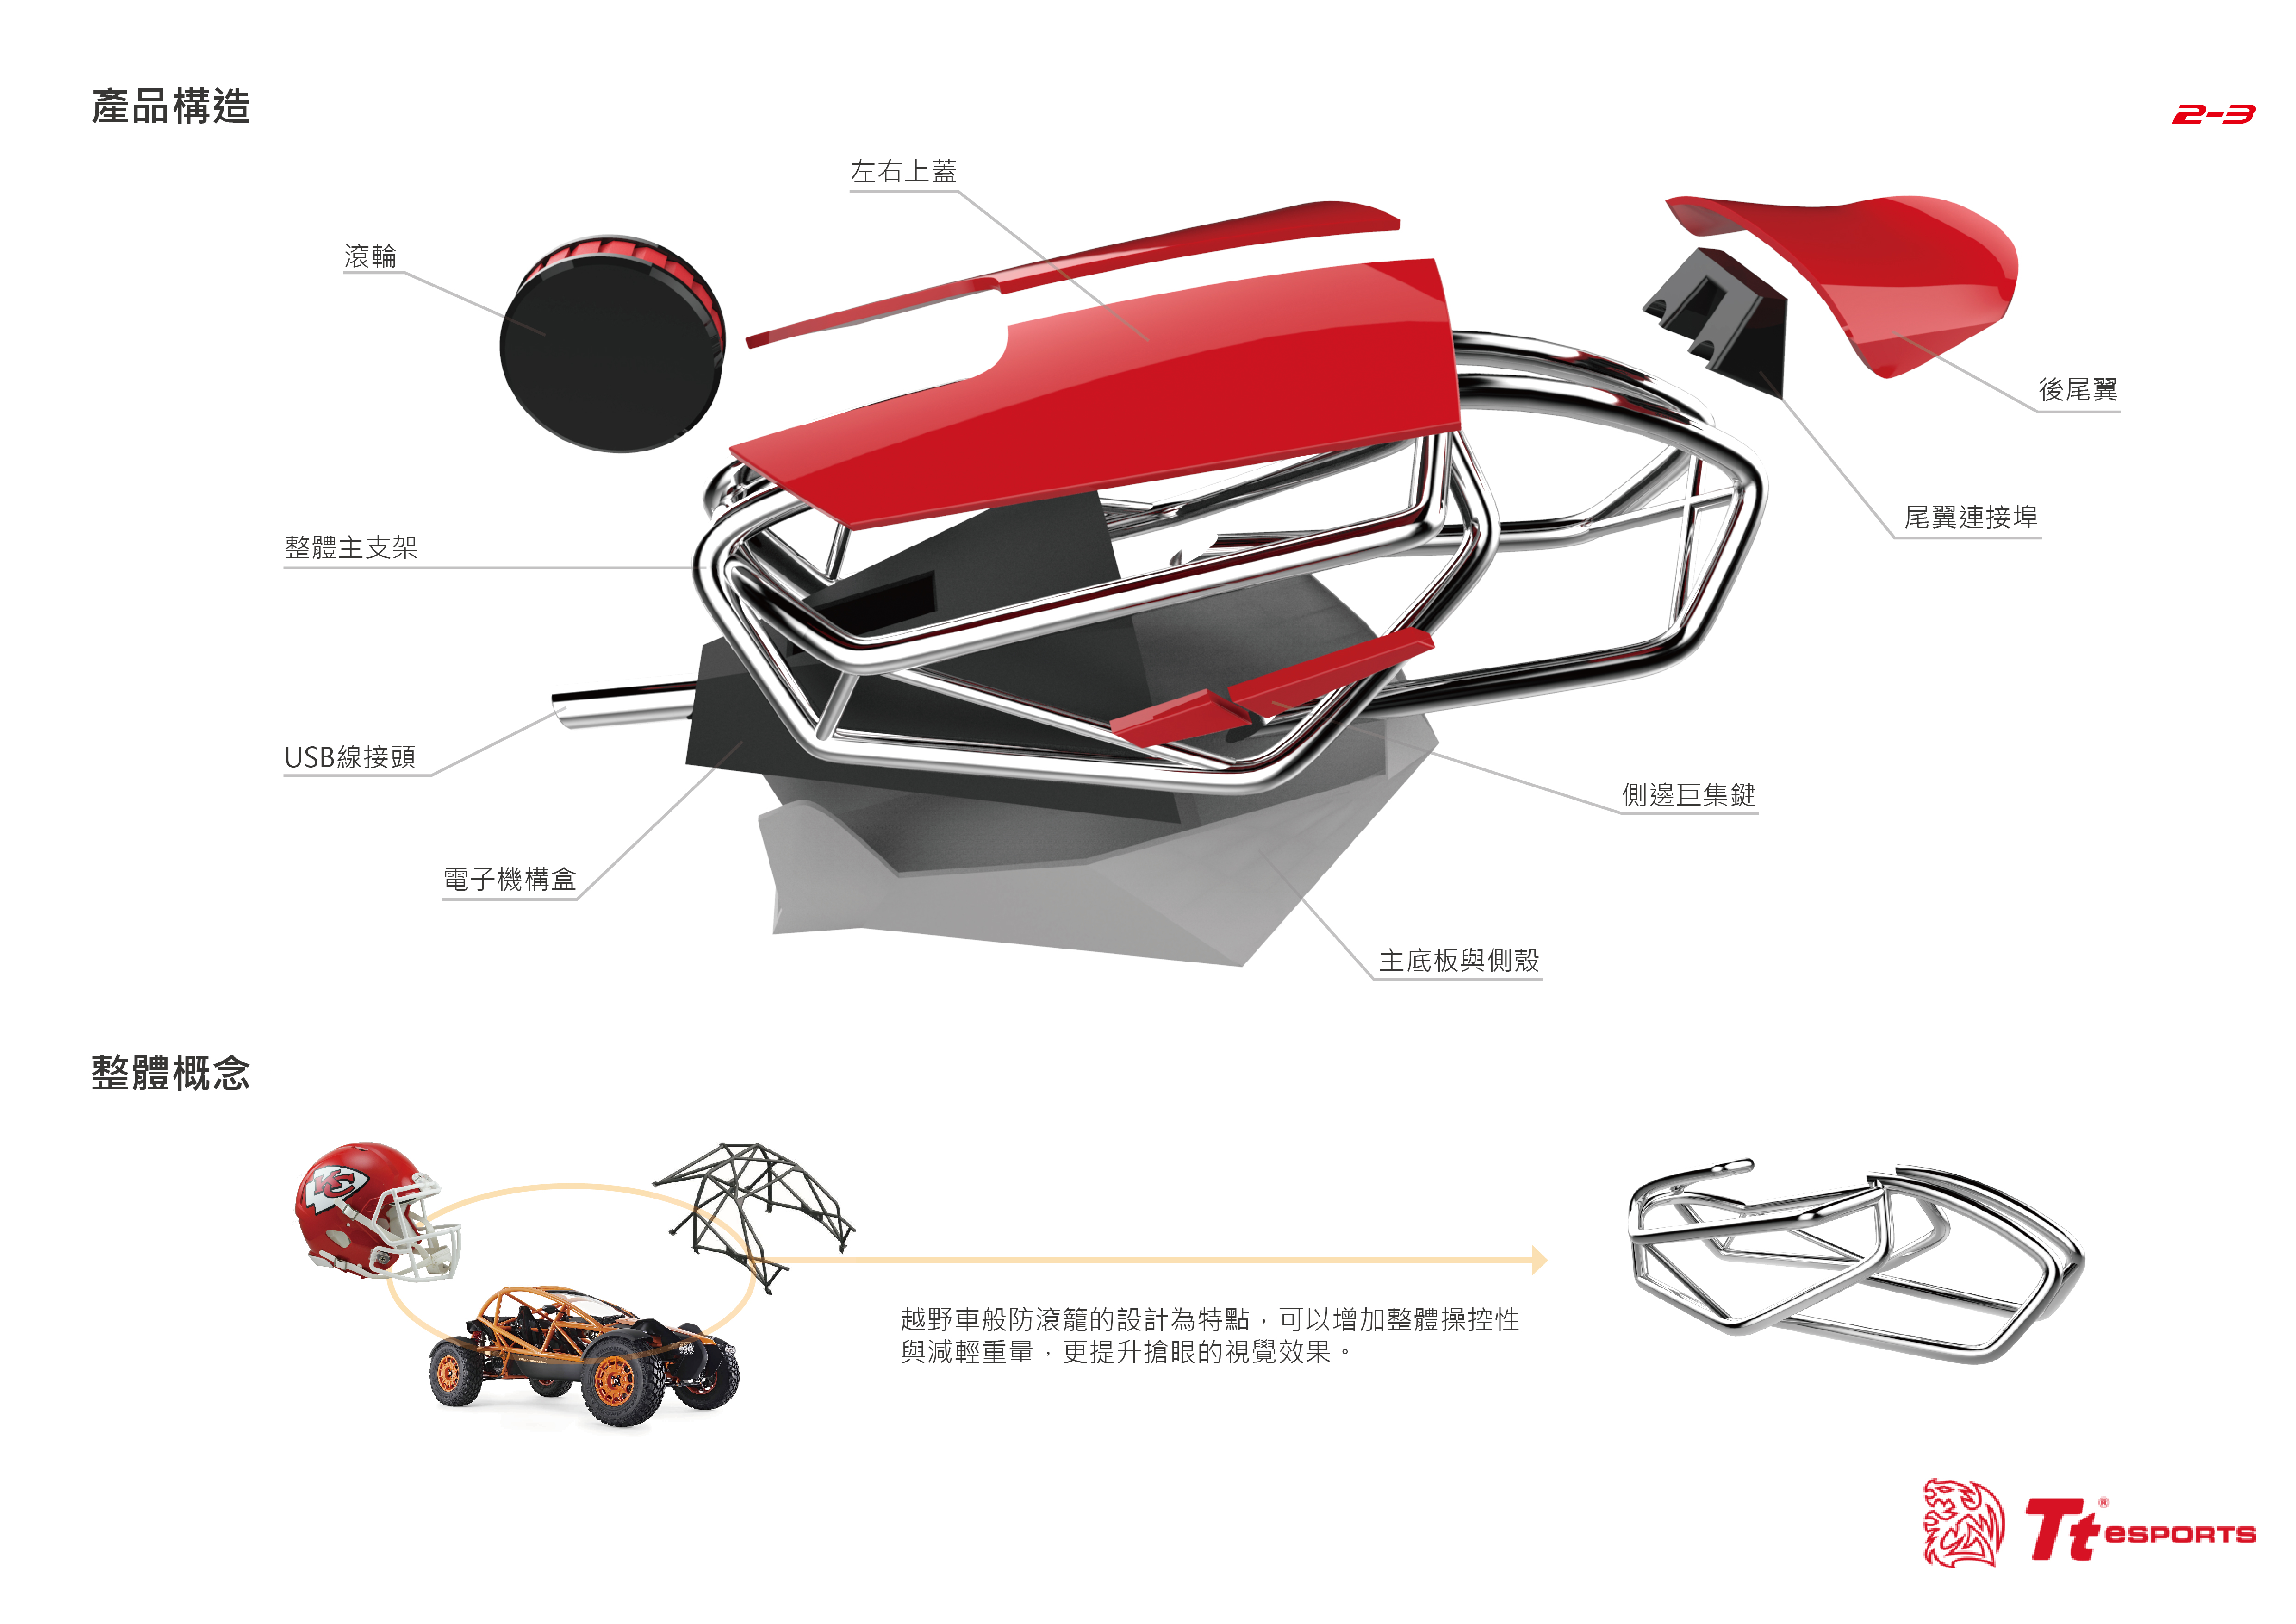 產品構造
2-3
左右上蓋
滾輪
後尾翼
尾翼連接埠
整體主支架
USB線接頭
側邊巨集鍵
電子機構盒
主底板與側殼
整體概念
KC
越野車般防滾籠的設計為特點，可以增加整體操控性
與減輕重量，更提升搶眼的視覺效果。
Tt® eSPORTS